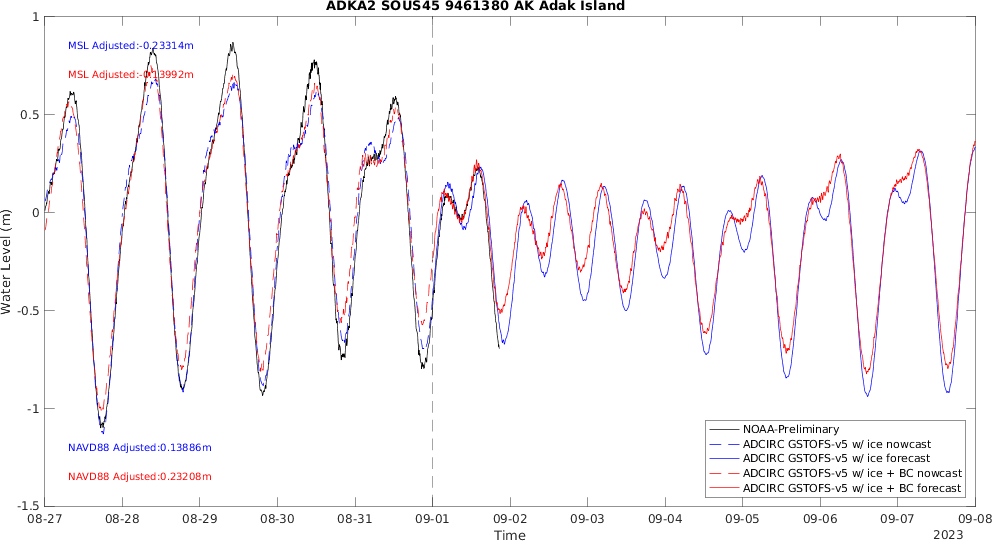 ADKA2 SOUS45 9461380 AK Adak Island
MSL Adjusted:-0.23314m
MSL Adjusted:-0.13992m
NAVD88 Adjusted:0.13886m
NAVD88 Adjusted:0.23208m
Water Level (m)
1
0.5
0
-0.5
-1
-1.5
NOAA-Preliminary
ADCIRC GSTOFS-v5 w/ ice nowcast
ADCIRC GSTOFS-v5 w/ ice forecast
ADCIRC GSTOFS-v5 w/ ice + BC nowcast
ADCIRC GSTOFS-v5 w/ ice + BC forecast
08-27 08-28 08-29 08-30 08-31 09-01 09-02 09-03 09-04 09-05 09-06 09-07 09-08
Time
2023